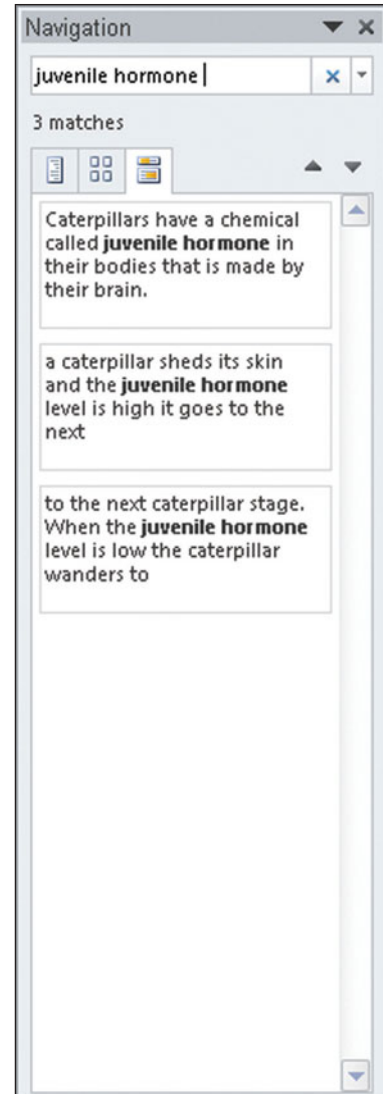 Navigation
juvenile hormone
3 matches
Caterpillars have a chemical
called juvenile hormone in
their bodies that is made by
their brain.
a caterpillar sheds its skin
and the juvenile hormone
level is high it goes to the
next
to the next caterpillar stage.
When the juvenile hormone
level is low the caterpillar
wanders to